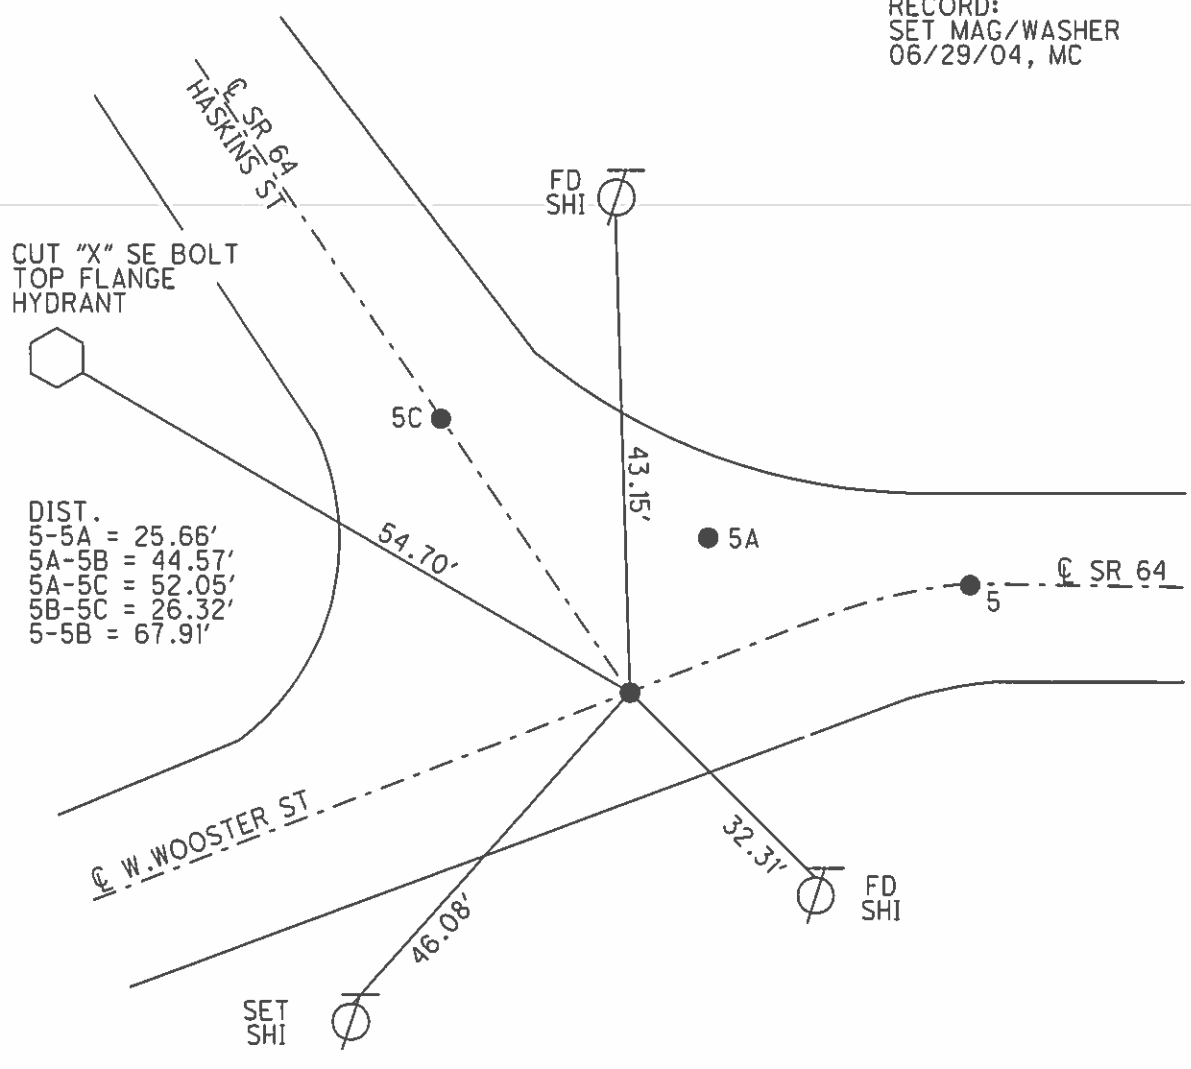 RECORD:
SET MAG/WASHER
06/29/04, MC
℄ SR 64
HASKINS ST
FD
SHI
CUT "X" SE BOLT
TOP FLANGE
HYDRANT
5C
43.15'
5A
DIST.
5-5A = 25.66'
5A-5B = 44.57'
5A-5C = 52.05'
5B-5C = 26.32'
5-5B = 67.91'
54.70'
℄ SR 64
5
℄ W.WOOSTER ST
32.31'
FD
SHI
46.08'
SET
SHI